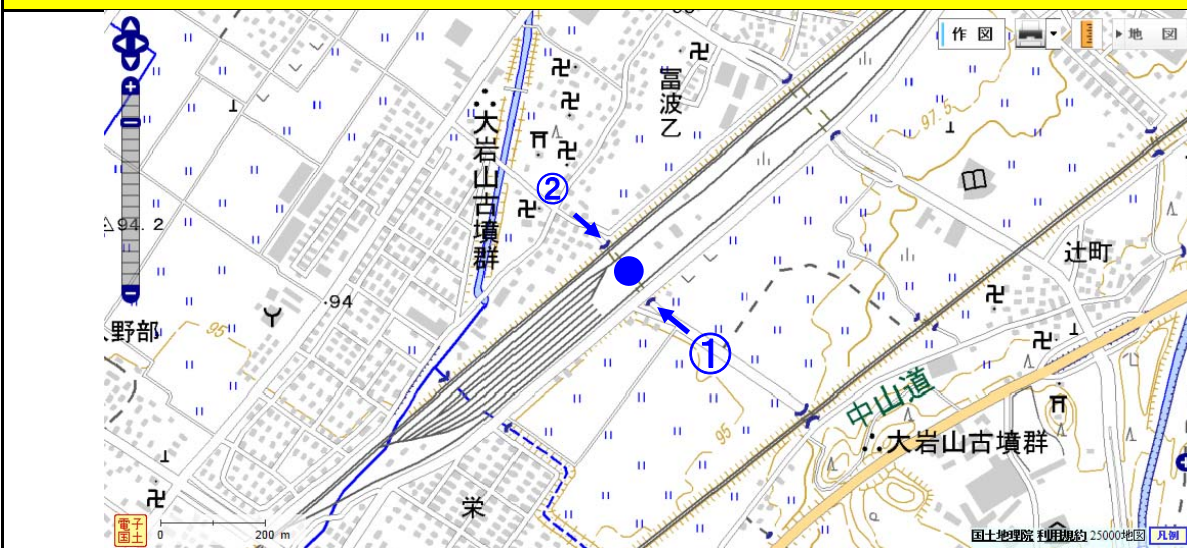 作 図
地 図
冨波乙
∴大岩山古墳群
②
97.5
94.2
辻町
・94
野部
95
①
中山道
95
∴大岩山古墳群
栄
電子
国土
0 200 m
国土地理院 利用規約 25000地図 凡例